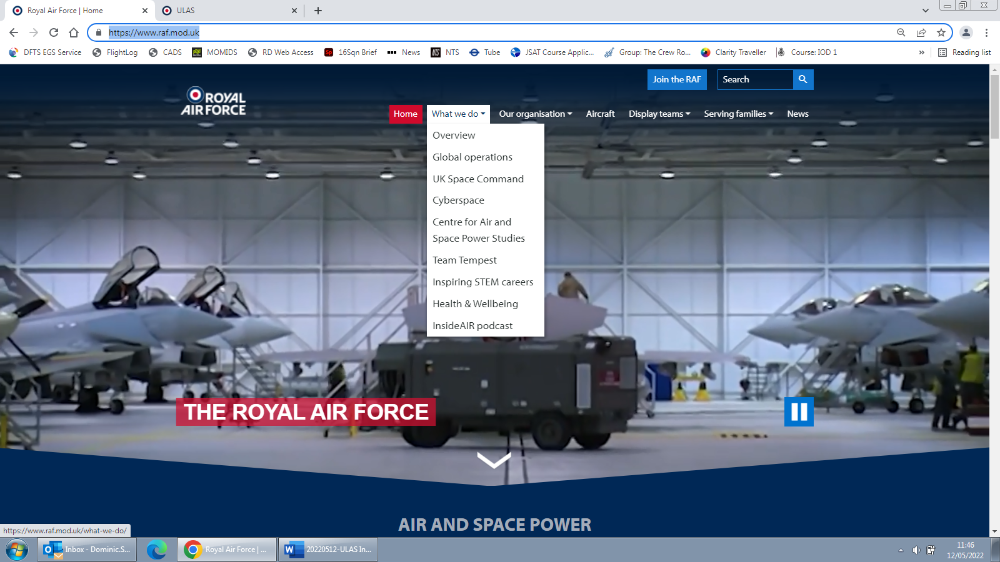 Royal Air Force | Home
ULAS
https://www.raf.mod.uk
DFTS EGS Service
FlightLog
CADS
MOMIDS
RD Web Access
Sp
16Sqn Brief
News
NTS
NTS
Tube
JSAT Course Applic...
Group: The Crew Ro...
Clarity Traveller
Course: IOD 1
»
Reading list
Join the RAF
Search
ROYAL
AIR FORCE
Home
What we do
Our organisation
Aircraft
Display teams
Serving families
News
Overview
Global operations
UK Space Command
Cyberspace
Centre for Air and
Space Power Studies
Team Tempest
Inspiring STEM careers
Health & Wellbeing
InsideAIR podcast
THE ROYAL AIR FORCE
AIR AND SPACE POWER
https://www.raf.mod.uk/what-we-do/
Inbox - Dominic.S...
Royal Air Force | ...
20220512-ULAS In...
11:46
12/05/2022